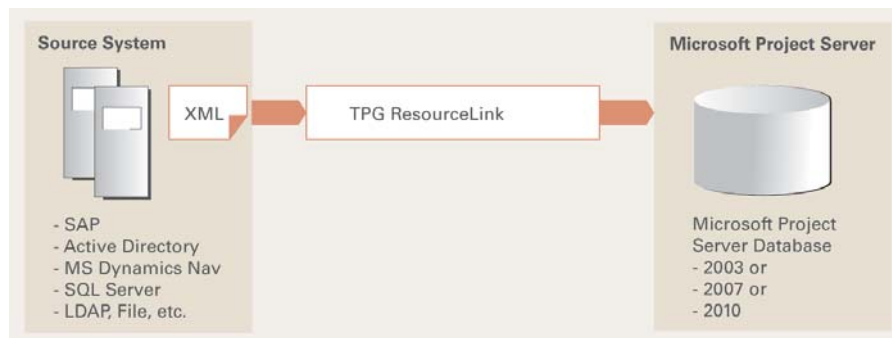 Source System
XML
TPG ResourceLink
Microsoft Project Server
- SAP
- Active Directory
- MS Dynamics Nav
- SQL Server
- LDAP, File, etc.
Microsoft Project
Server Database
- 2003 or
- 2007 or
- 2010